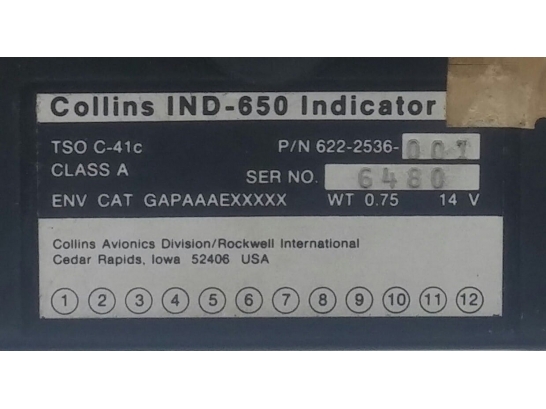 Collins IND-650 Indicator
TSO C-41c P/N 622-2536-001
CLASS A SER NO. 6480
ENV CAT GAPAAAEXXXXX WT 0.75 14 V
Collins Avionics Division/Rockwell International
Cedar Rapids, Iowa 52406 USA
1 2 3 4 5 6 7 8 9 10 11 12